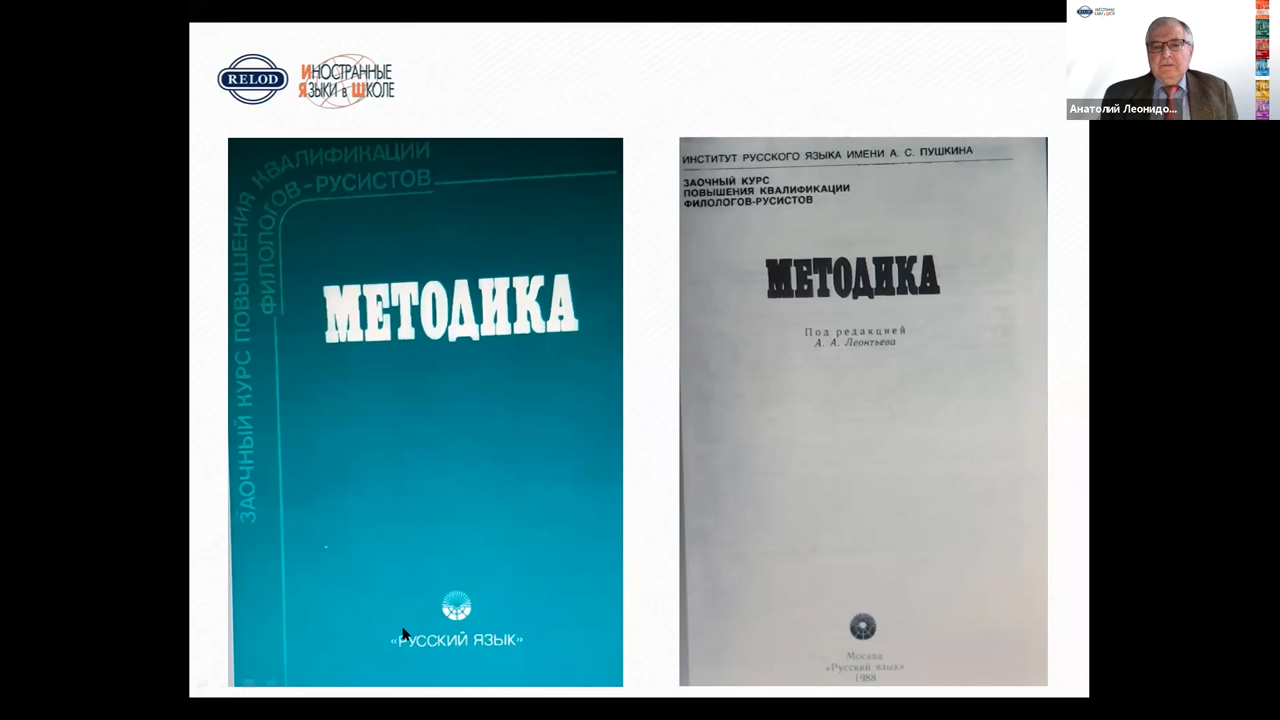 RELOD
ИНОСТРАННЫЕ
ЯЗЫКИ в ШКОЛЕ
ЗАОЧНЫЙ КУРС ПОВЫШЕНИЯ КВАЛИФИКАЦИИ
ФИЛОЛОГОВ-РУСИСТОВ
МЕТОДИКА
«РУССКИЙ ЯЗЫК»
ИНСТИТУТ РУССКОГО ЯЗЫКА ИМЕНИ А. С. ПУШКИНА
ЗАОЧНЫЙ КУРС
ПОВЫШЕНИЯ КВАЛИФИКАЦИИ
ФИЛОЛОГОВ-РУСИСТОВ
МЕТОДИКА
Под редакцией
А. А. Леонтьева
Москва
«Русский язык»
1988
RELOD
Анатолий Леонидо...